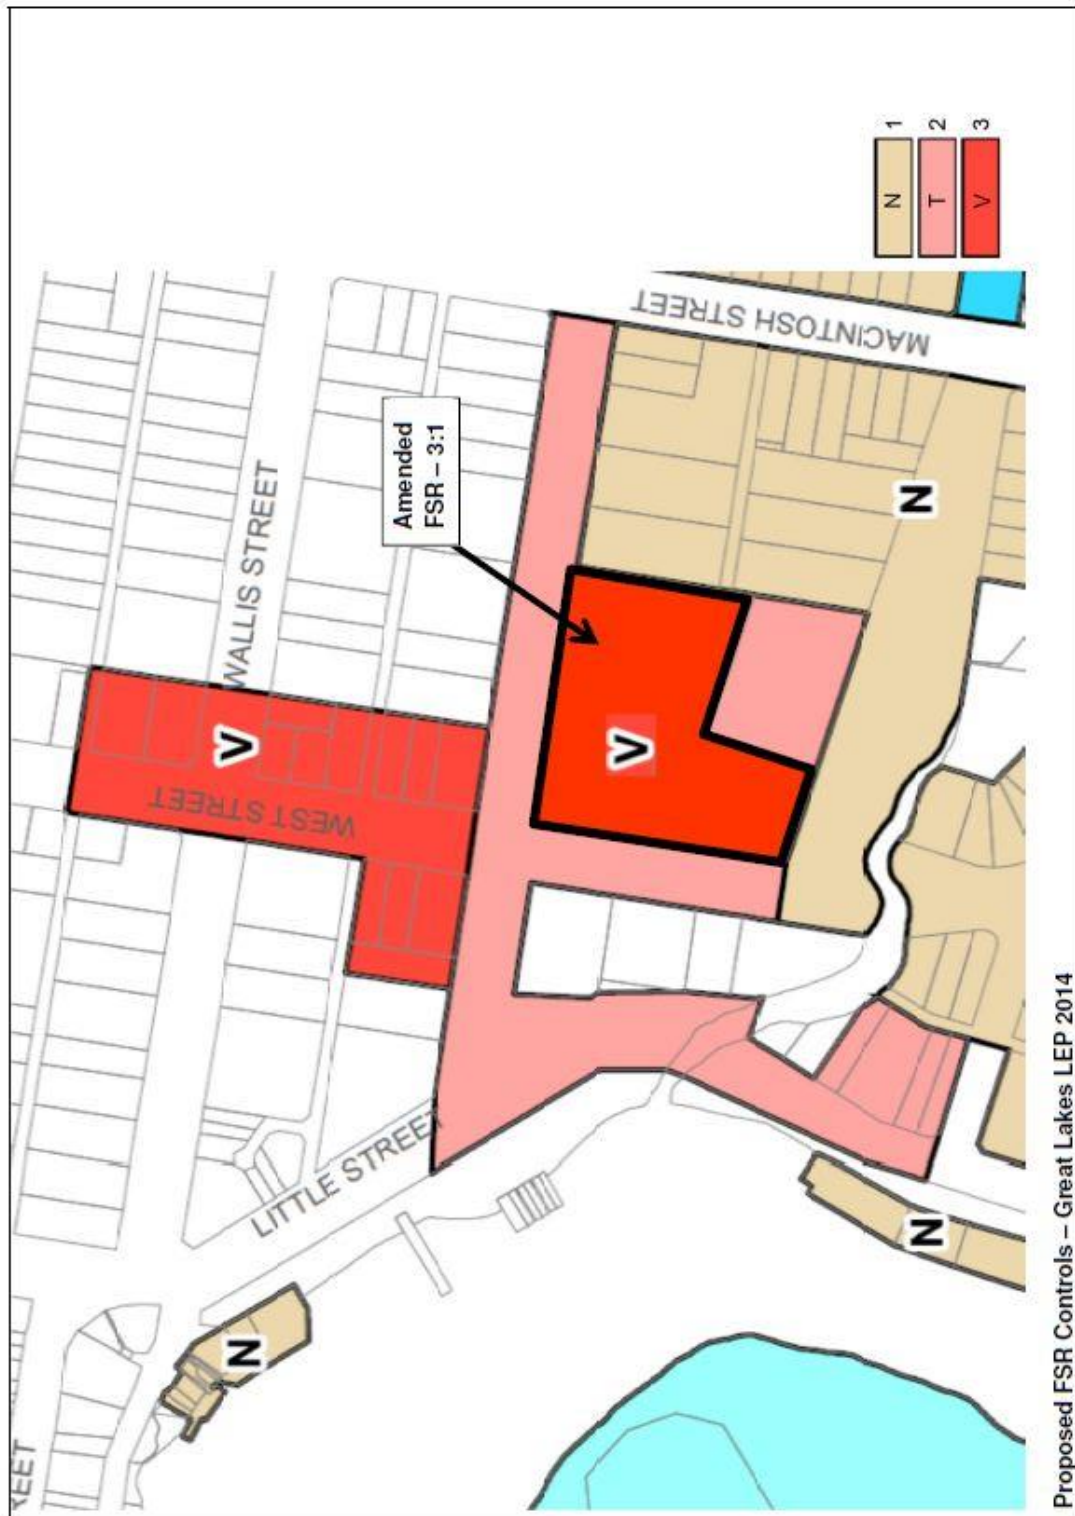 REET
WALLIS STREET
V
WEST STREET
N
LITTLE STREET
Amended
FSR – 3:1
V
MACINTOSH STREET
N
N
N 1
T 2
V 3
Proposed FSR Controls – Great Lakes LEP 2014